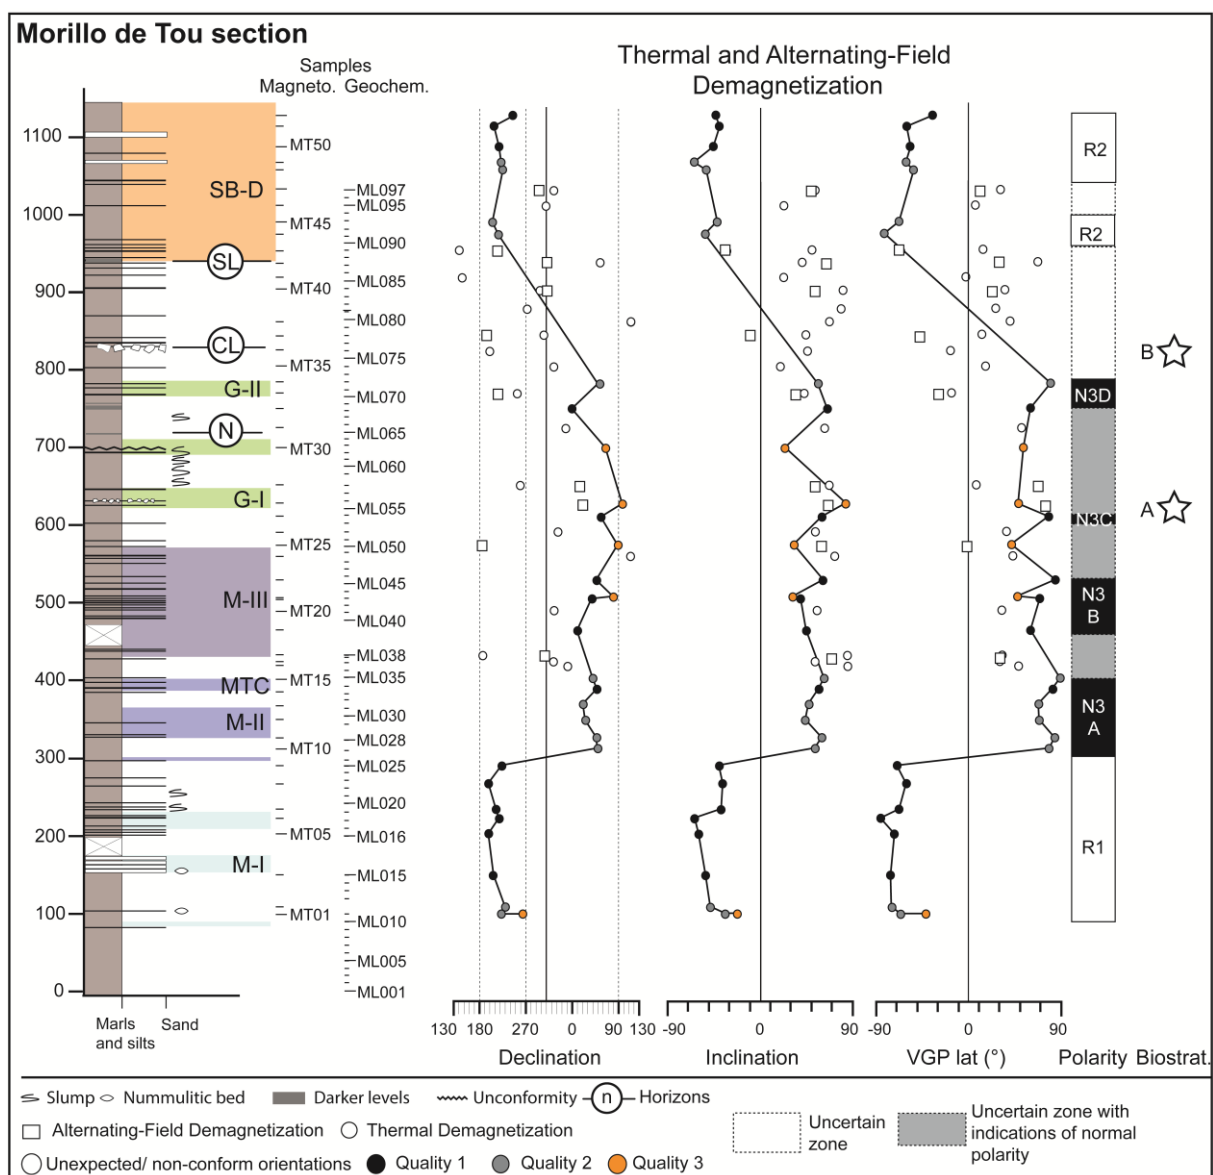 Morillo de Tou section
Thermal and Alternating-Field
Demagnetization
Samples
Magneto. Geochem.
1100
1000
900
800
700
600
500
400
300
200
100
0
SB-D
SL
CL
G-II
N
G-I
M-III
MTC
M-II
M-I
MT50
MT45
MT40
MT35
MT30
MT25
MT20
MT15
MT10
MT05
MT01
ML097
ML095
ML090
ML085
ML080
ML075
ML070
ML065
ML060
ML055
ML050
ML045
ML040
ML038
ML035
ML030
ML028
ML025
ML020
ML016
ML015
ML010
ML005
ML001
R2
R2
N3D
N3C
N3
B
N3
A
R1
B
A
Marls
and silts
Sand
130 180 270 0 90 130
-90 0 90
-90 0 90
Declination
Inclination
VGP lat (°)
Polarity
Biostrat.
Slump
Nummulitic bed
Darker levels
Unconformity
n
Horizons
Alternating-Field Demagnetization
Thermal Demagnetization
Unexpected/ non-conform orientations
Quality 1
Quality 2
Quality 3
Uncertain
zone
Uncertain zone with
indications of normal
polarity